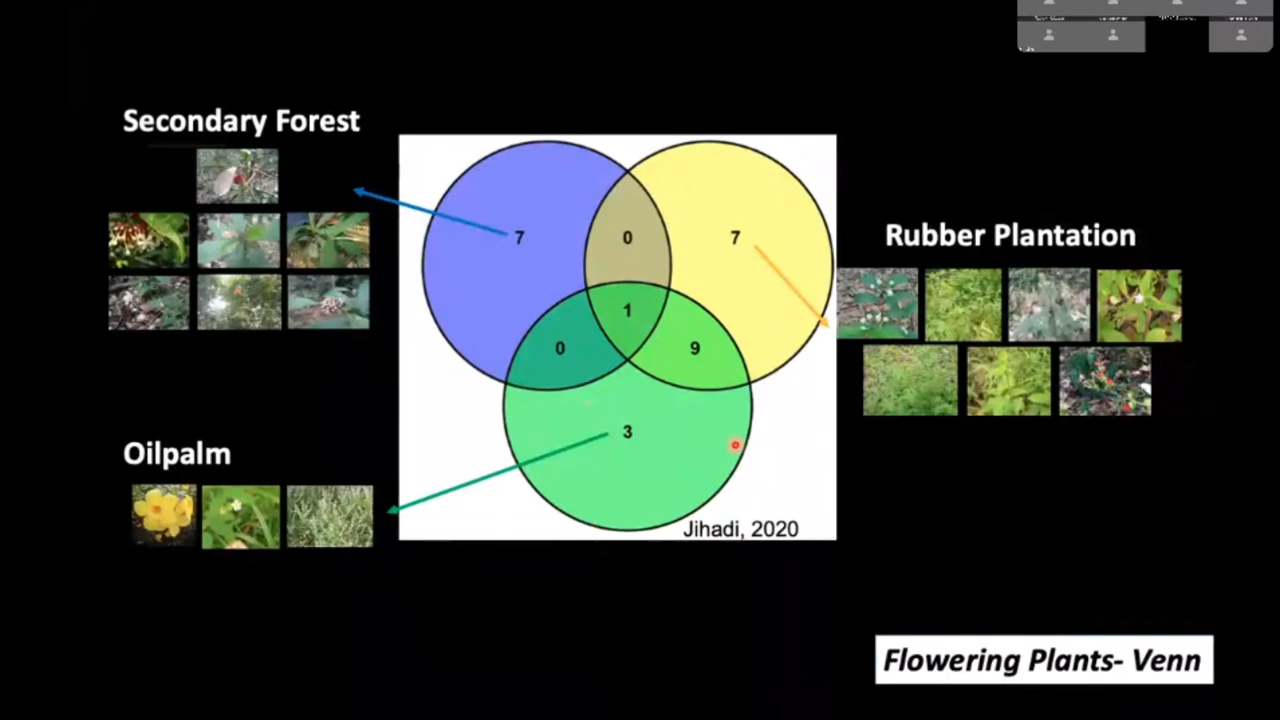 Secondary Forest
7
0
7
Rubber Plantation
1
0
9
3
Oilpalm
Jihadi, 2020
Flowering Plants- Venn